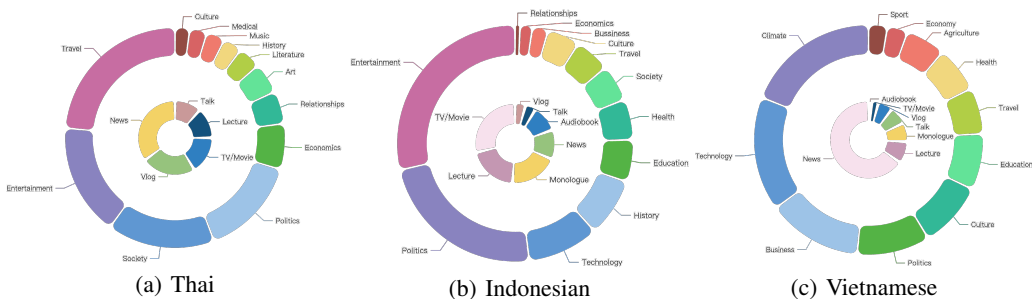 Culture
Medical
Music
History
Literature
Art
Relationships
Economics
Politics
Society
Entertainment
Travel
Talk
Lecture
TV/Movie
Vlog
News
(a) Thai
Relationships
Economics
Bussiness
Culture
Travel
Society
Health
Education
History
Technology
Politics
Entertainment
Vlog
Talk
Audiobook
News
Monologue
Lecture
TV/Movie
(b) Indonesian
Sport
Economy
Agriculture
Health
Travel
Education
Culture
Politics
Business
Technology
Climate
Audiobook
TV/Movie
Vlog
Talk
Monologue
Lecture
News
(c) Vietnamese